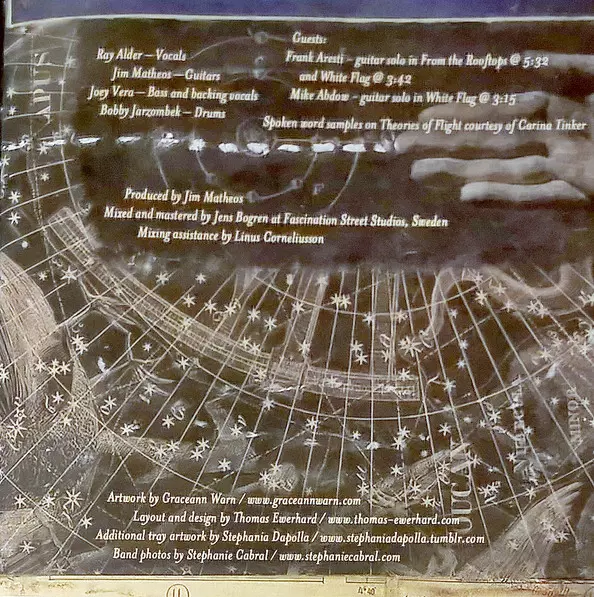 APUS
Guests:
Ray Alder – Vocals
Jim Matheos – Guitars
Joey Vera – Bass and backing vocals
Bobby Jarzombek – Drums
Frank Aresti - guitar solo in From the Rooftops @ 5:32
and White Flag @ 3:42
Mike Abdow - guitar solo in White Flag @ 3:15
Spoken word samples on Theories of Flight courtesy of Carina Tinker
Produced by Jim Matheos
Mixed and mastered by Jens Bogren at Fascination Street Studios, Sweden
Mixing assistance by Linus Corneliusson
Artwork by Graceann Warn / www.graceannwarn.com
Layout and design by Thomas Ewerhard / www.thomas-ewerhard.com
Additional tray artwork by Stephania Dapolla / www.stephaniadapolla.tumblr.com
Band photos by Stephanie Cabral / www.stephaniecabral.com
11